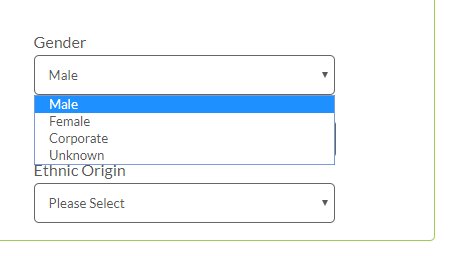 Gender
Male
Male
Female
Corporate
Unknown
Ethnic Origin
Please Select